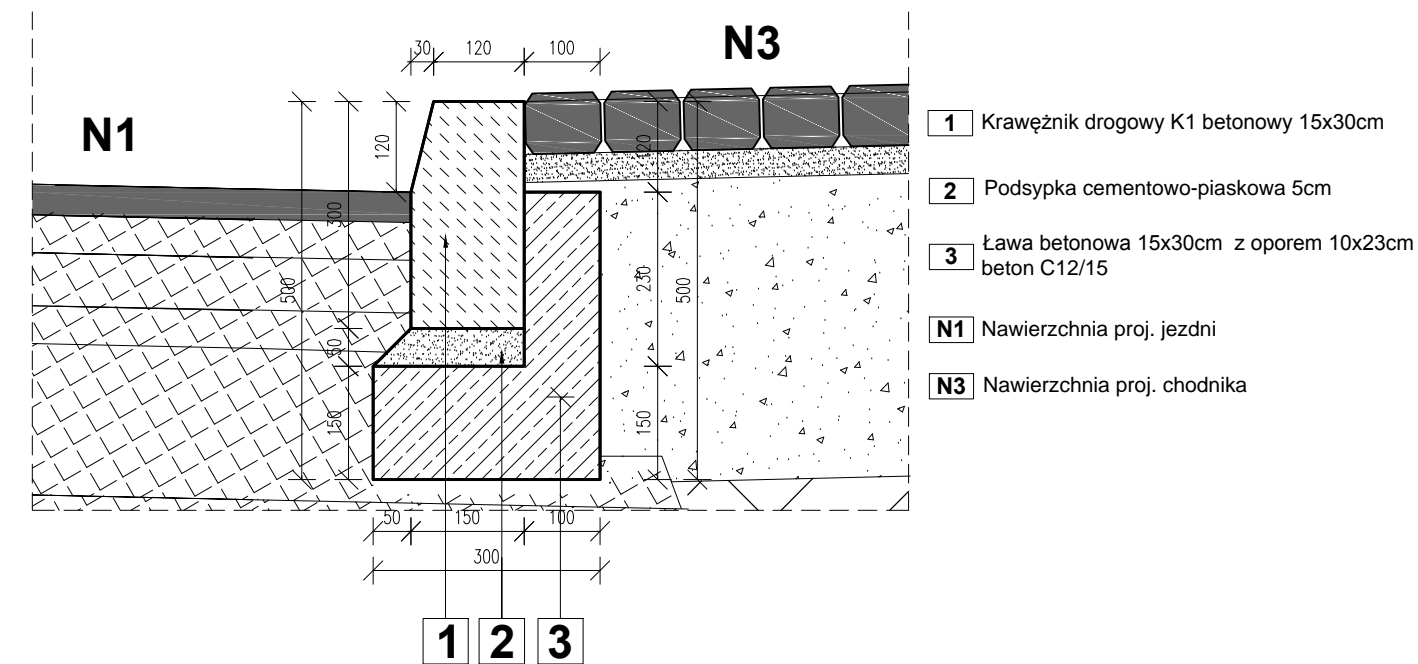 30 120 100
N3
N1
120
300
500
50
150
120
230
500
150
50 150 100
300
1 2 3
1 Krawężnik drogowy K1 betonowy 15x30cm
2 Podsypka cementowo-piaskowa 5cm
3 Ława betonowa 15x30cm z oporem 10x23cm
beton C12/15
N1 Nawierzchnia proj. jezdni
N3 Nawierzchnia proj. chodnika